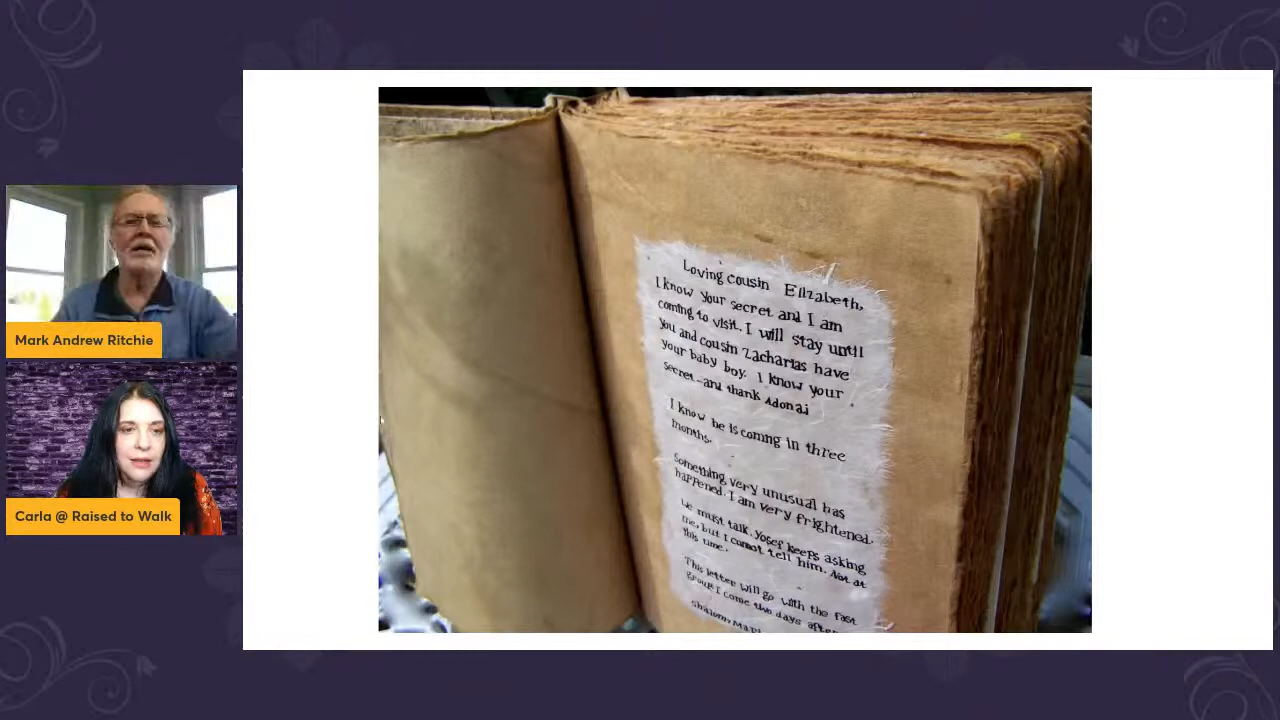 Mark Andrew Ritchie
Carla @ Raised to Walk
Loving cousin Elizabeth,
I know your secret and I am
coming to visit. I will stay until
you and cousin Zacharias have
your baby boy. I know your
secret-and thank Adonai
I know he is coming in three
months.
Something very unusual has
happened. I am very frightened.
We must talk. Yosef keeps asking
me, but I cannot tell him. Not at
this time.
This letter will go with the fast
group I come two days after
Shalom,